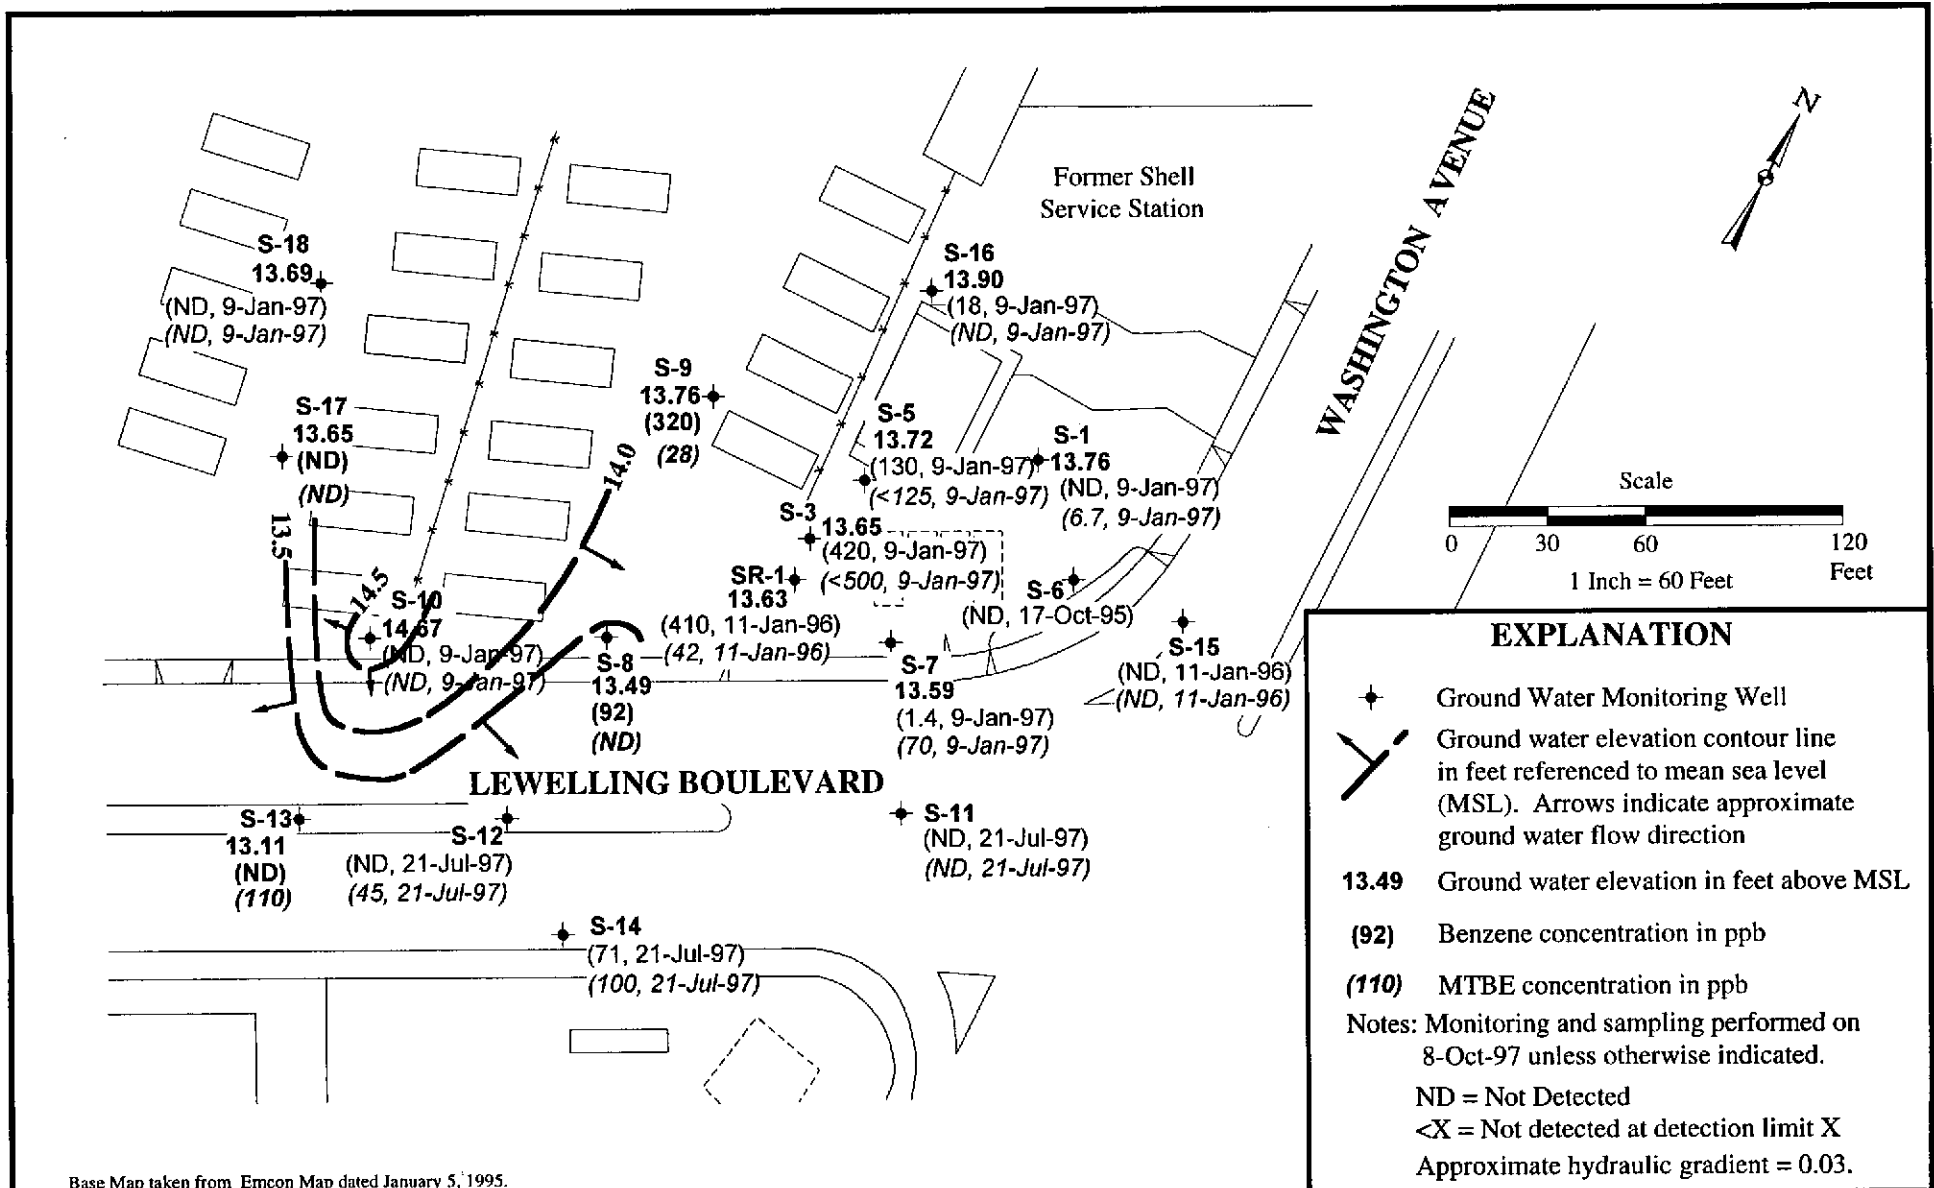 N
WASHINGTON AVENUE
Former Shell
Service Station
S-18
13.69
(ND, 9-Jan-97)
(ND, 9-Jan-97)
S-16
13.90
(18, 9-Jan-97)
(ND, 9-Jan-97)
S-9
13.76
(320)
(28)
S-17
13.65
(ND)
(ND)
S-5
13.72
(130, 9-Jan-97)
(<125, 9-Jan-97)
S-1
13.76
(ND, 9-Jan-97)
(6.7, 9-Jan-97)
14.0
13.5
14.5
S-3
13.65
(420, 9-Jan-97)
(<500, 9-Jan-97)
SR-1
13.63
(410, 11-Jan-96)
(42, 11-Jan-96)
S-6
(ND, 17-Oct-95)
S-10
14.67
(ND, 9-Jan-97)
(ND, 9-Jan-97)
S-8
13.49
(92)
(ND)
S-7
13.59
(1.4, 9-Jan-97)
(70, 9-Jan-97)
S-15
(ND, 11-Jan-96)
(ND, 11-Jan-96)
LEWELLING BOULEVARD
S-13
13.11
(ND)
(110)
S-12
(ND, 21-Jul-97)
(45, 21-Jul-97)
S-11
(ND, 21-Jul-97)
(ND, 21-Jul-97)
S-14
(71, 21-Jul-97)
(100, 21-Jul-97)
Scale
0 30 60 120
Feet
1 Inch = 60 Feet
EXPLANATION
Ground Water Monitoring Well
Ground water elevation contour line
in feet referenced to mean sea level
(MSL). Arrows indicate approximate
ground water flow direction
13.49 Ground water elevation in feet above MSL
(92) Benzene concentration in ppb
(110) MTBE concentration in ppb
Notes: Monitoring and sampling performed on
8-Oct-97 unless otherwise indicated.
ND = Not Detected
<X = Not detected at detection limit X
Approximate hydraulic gradient = 0.03.
Base Map taken from Emcon Map dated January 5, 1995.